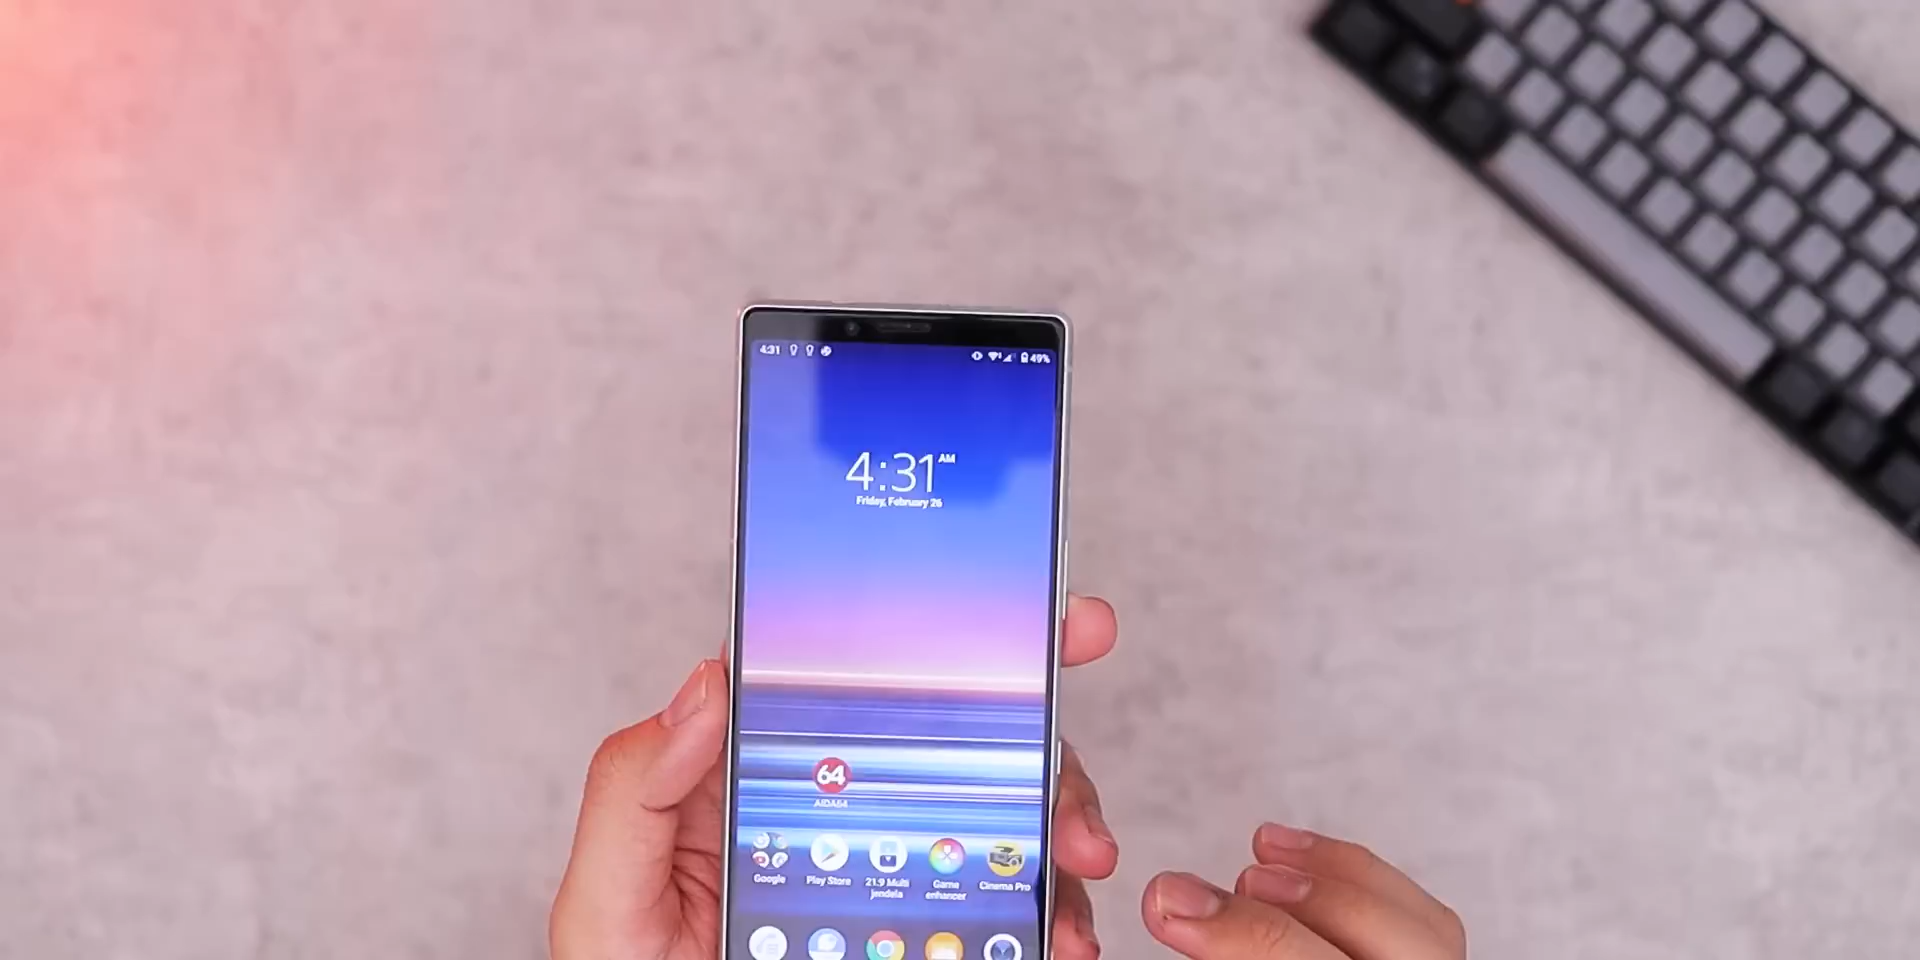 4:31
49%
4:31 AM
Friday, February 26
64
AIDA64
Google
Play Store
21:9 Multi
jendela
Game
enhancer
Cinema Pro